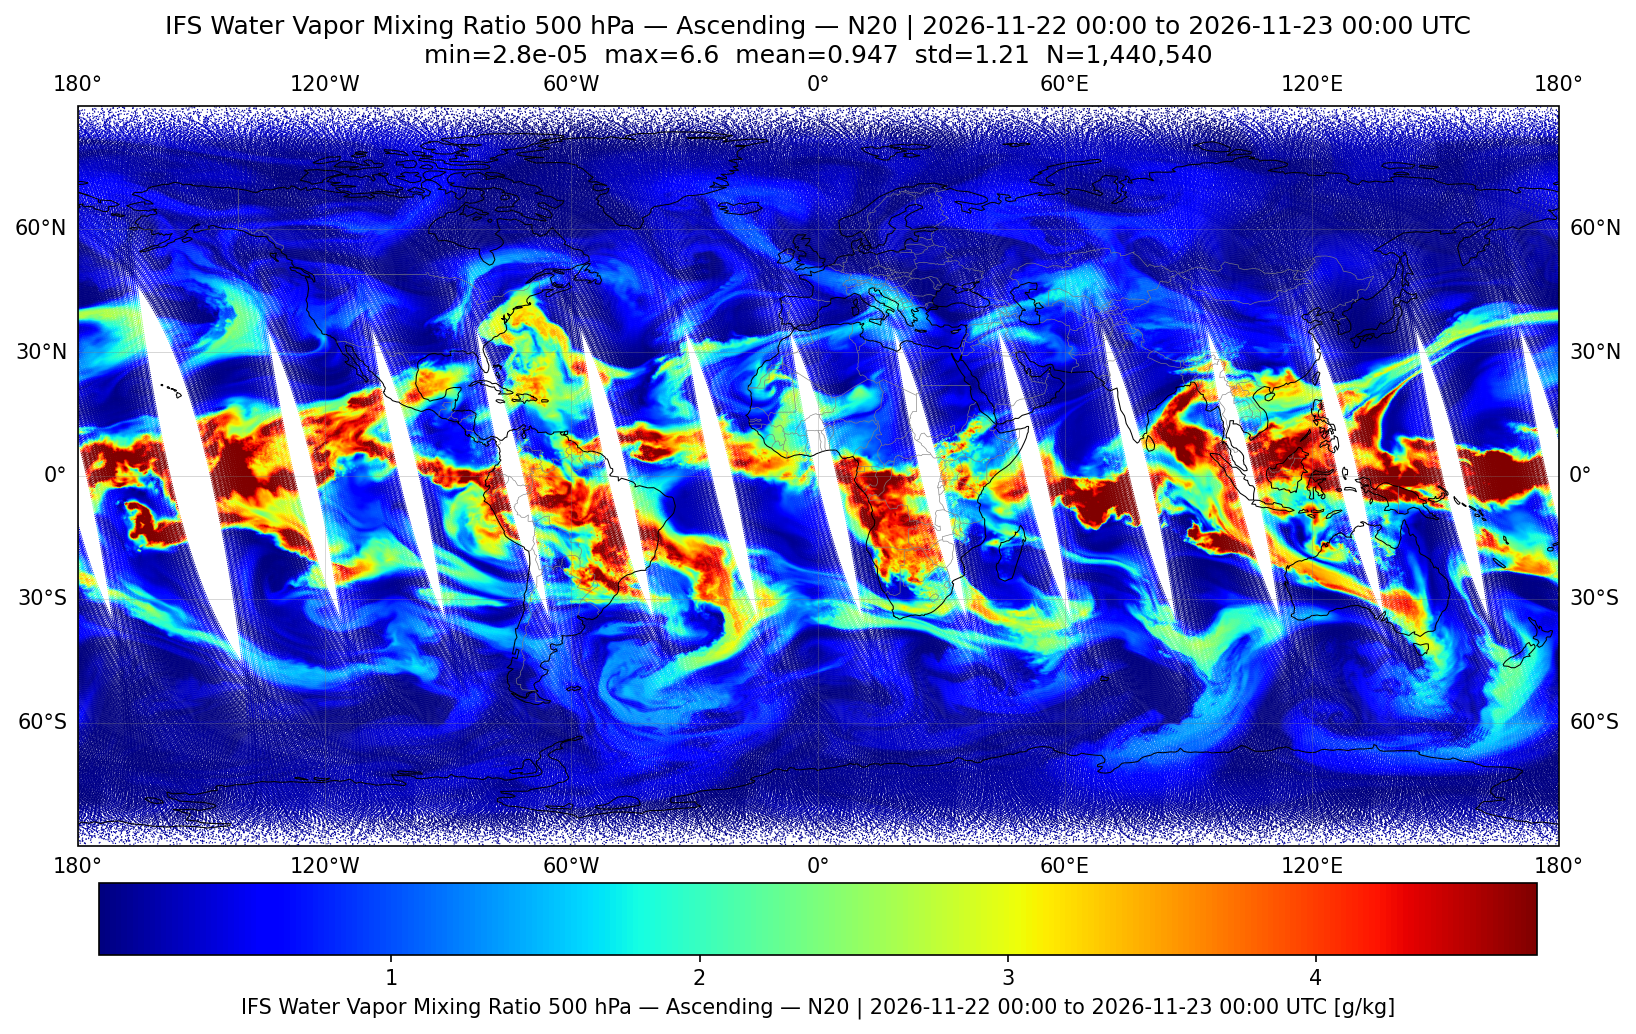 IFS Water Vapor Mixing Ratio 500 hPa — Ascending — N20 | 2026-11-22 00:00 to 2026-11-23 00:00 UTC
min=2.8e-05 max=6.6 mean=0.947 std=1.21 N=1,440,540
180° 120°W 60°W 0° 60°E 120°E 180°
60°N 60°N
30°N 30°N
0° 0°
30°S 30°S
60°S 60°S
180° 120°W 60°W 0° 60°E 120°E 180°
1 2 3 4
IFS Water Vapor Mixing Ratio 500 hPa — Ascending — N20 | 2026-11-22 00:00 to 2026-11-23 00:00 UTC [g/kg]